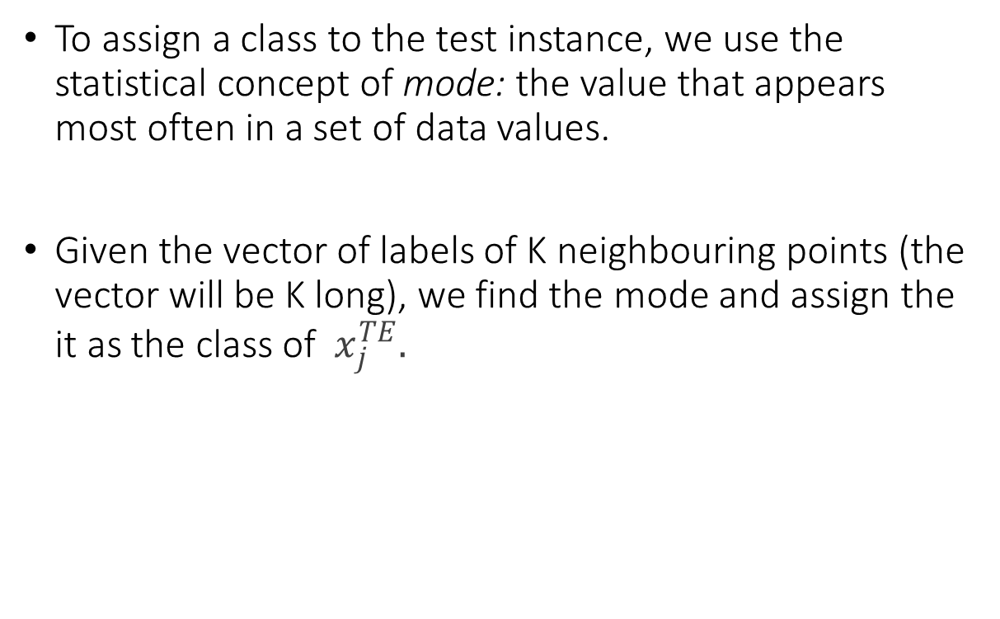 • To assign a class to the test instance, we use the
statistical concept of mode: the value that appears
most often in a set of data values.
• Given the vector of labels of K neighbouring points (the
vector will be K long), we find the mode and assign the
it as the class of $x_j^{TE}$.